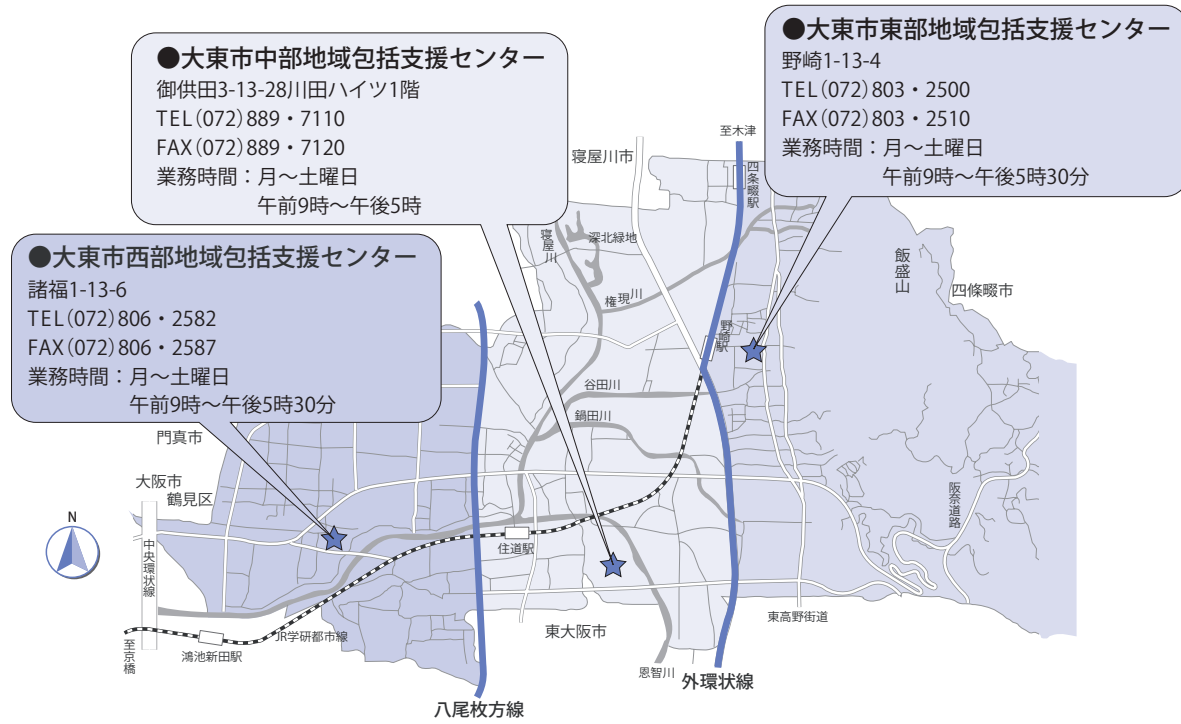 ●大東市中部地域包括支援センター
御供田3-13-28川田ハイツ1階
TEL(072)889・7110
FAX(072)889・7120
業務時間：月～土曜日
午前9時～午後5時
●大東市東部地域包括支援センター
野崎1-13-4
TEL(072)803・2500
FAX(072)803・2510
業務時間：月～土曜日
午前9時～午後5時30分
●大東市西部地域包括支援センター
諸福1-13-6
TEL(072)806・2582
FAX(072)806・2587
業務時間：月～土曜日
午前9時～午後5時30分
至木津
寝屋川市
四条畷駅
寝屋川
深北緑地
権現川
飯盛山
四條畷市
野崎駅
谷田川
鍋田川
門真市
大阪市
鶴見区
N
中央環状線
住道駅
阪奈道路
東高野街道
東大阪市
JR学研都市線
鴻池新田駅
至京橋
恩智川
外環状線
八尾枚方線